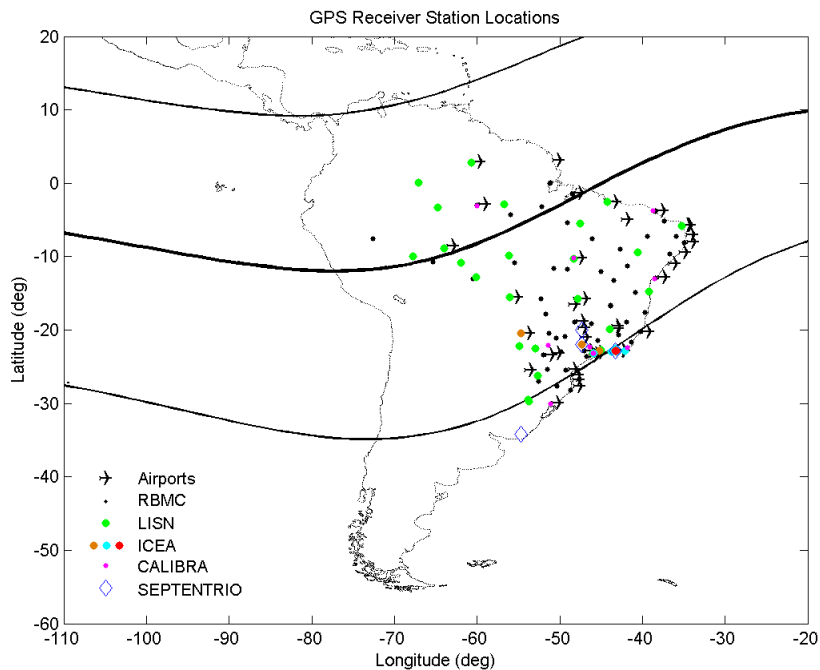 GPS Receiver Station Locations
20
10
0
-10
-20
-30
-40
-50
-60
Latitude (deg)
Airports
RBMC
LISN
ICEA
CALIBRA
SEPTENTRIO
-110 -100 -90 -80 -70 -60 -50 -40 -30 -20
Longitude (deg)